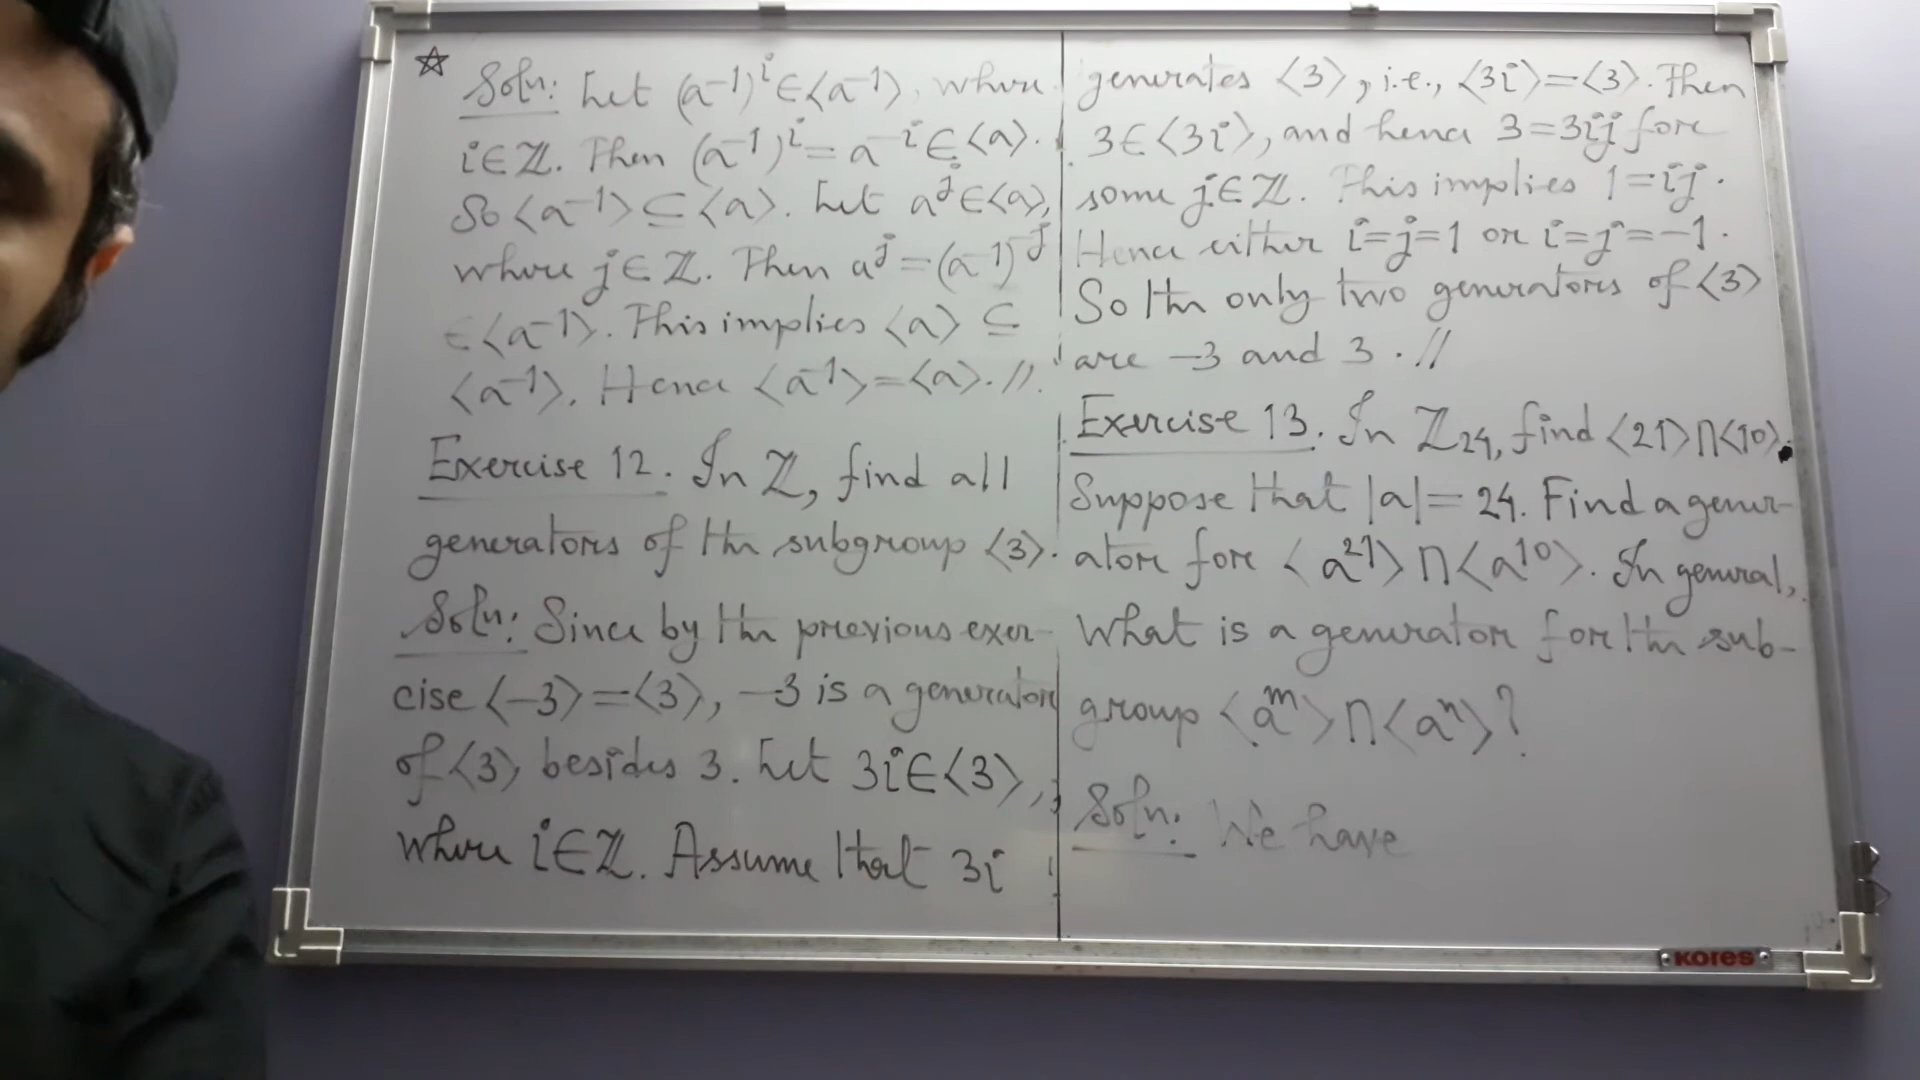 ☆ Soln: Let (a⁻¹)ⁱ ∈ ⟨a⁻¹⟩, where
i ∈ ℤ. Then (a⁻¹)ⁱ = a⁻ⁱ ∈ ⟨a⟩.
So ⟨a⁻¹⟩ ⊆ ⟨a⟩. Let aʲ ∈ ⟨a⟩,
where j ∈ ℤ. Then aʲ = (a⁻¹)⁻ʲ
∈ ⟨a⁻¹⟩. This implies ⟨a⟩ ⊆
⟨a⁻¹⟩. Hence ⟨a⁻¹⟩ = ⟨a⟩. //.
Exercise 12. In ℤ, find all
generators of the subgroup ⟨3⟩.
Soln: Since by the previous exer-
cise ⟨-3⟩ = ⟨3⟩, -3 is a generator
of ⟨3⟩ besides 3. Let 3i ∈ ⟨3⟩,
where i ∈ ℤ. Assume that 3i
generates ⟨3⟩, i.e., ⟨3i⟩ = ⟨3⟩. Then
3 ∈ ⟨3i⟩, and hence 3 = 3ij for
some j ∈ ℤ. This implies 1 = ij.
Hence either i = j = 1 or i = j = -1.
So the only two generators of ⟨3⟩
are -3 and 3. //
Exercise 13. In ℤ₂₄, find ⟨21⟩ ∩ ⟨10⟩.
Suppose that |a| = 24. Find a gener-
ator for ⟨a²¹⟩ ∩ ⟨a¹⁰⟩. In general,
what is a generator for the sub-
group ⟨aᵐ⟩ ∩ ⟨aⁿ⟩?
Soln: We have
KORES